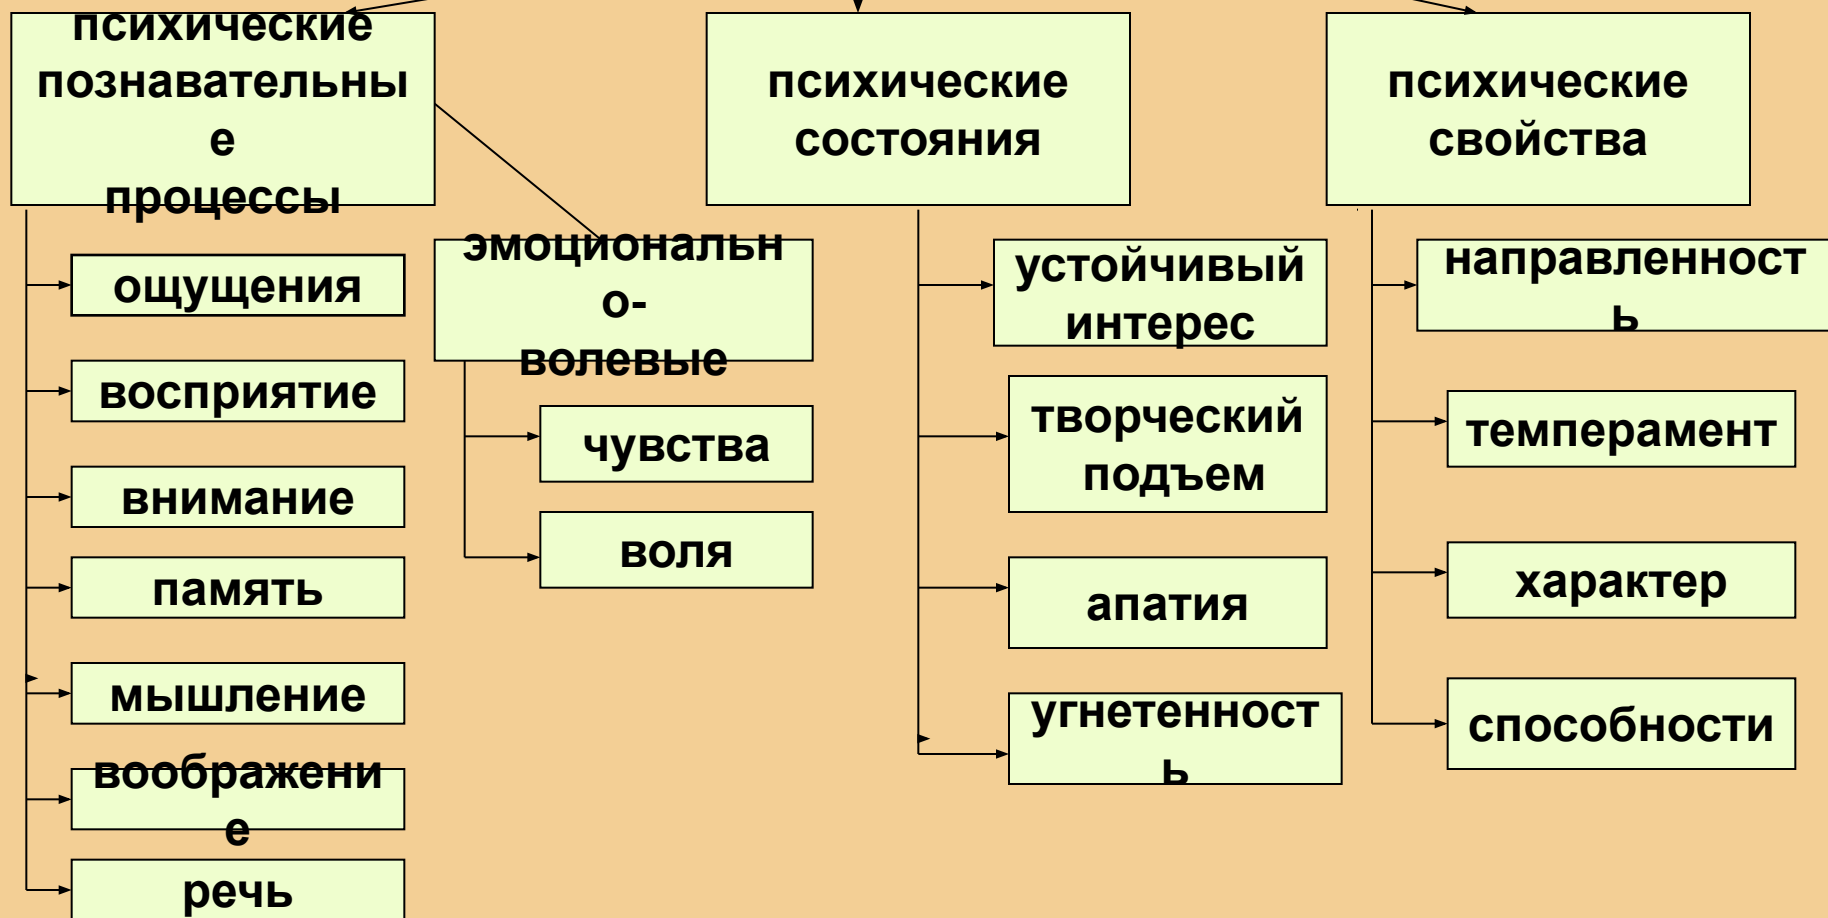 психические
познавательны
е
процессы
ощущения
восприятие
внимание
память
мышление
воображени
е
речь
эмоциональн
о-
волевые
чувства
воля
психические
состояния
устойчивый
интерес
творческий
подъем
апатия
угнетенност
ь
психические
свойства
направленност
ь
темперамент
характер
способности